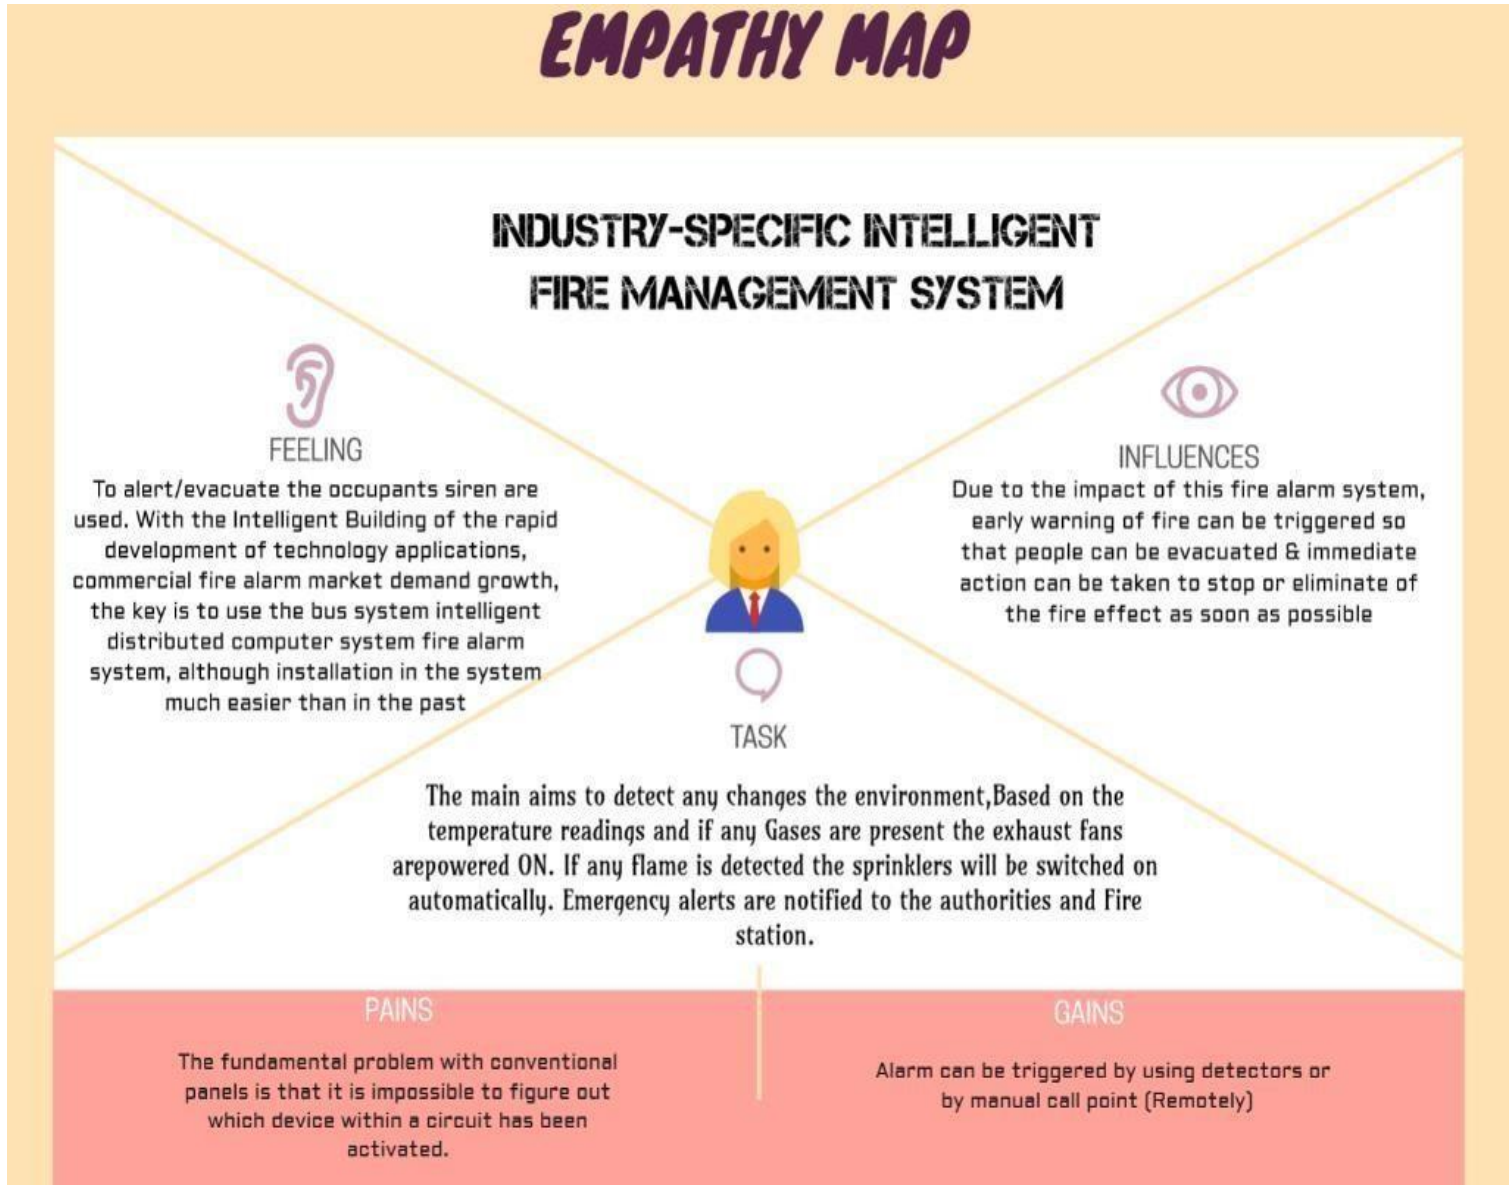 EMPATHY MAP
INDUSTRY-SPECIFIC INTELLIGENT
FIRE MANAGEMENT SYSTEM
FEELING
To alert/evacuate the occupants siren are
used. With the Intelligent Building of the rapid
development of technology applications,
commercial fire alarm market demand growth,
the key is to use the bus system intelligent
distributed computer system fire alarm
system, although installation in the system
much easier than in the past
INFLUENCES
Due to the impact of this fire alarm system,
early warning of fire can be triggered so
that people can be evacuated & immediate
action can be taken to stop or eliminate of
the fire effect as soon as possible
TASK
The main aims to detect any changes the environment,Based on the
temperature readings and if any Gases are present the exhaust fans
arepowered ON. If any flame is detected the sprinklers will be switched on
automatically. Emergency alerts are notified to the authorities and Fire
station.
PAINS
The fundamental problem with conventional
panels is that it is impossible to figure out
which device within a circuit has been
activated.
GAINS
Alarm can be triggered by using detectors or
by manual call point (Remotely)